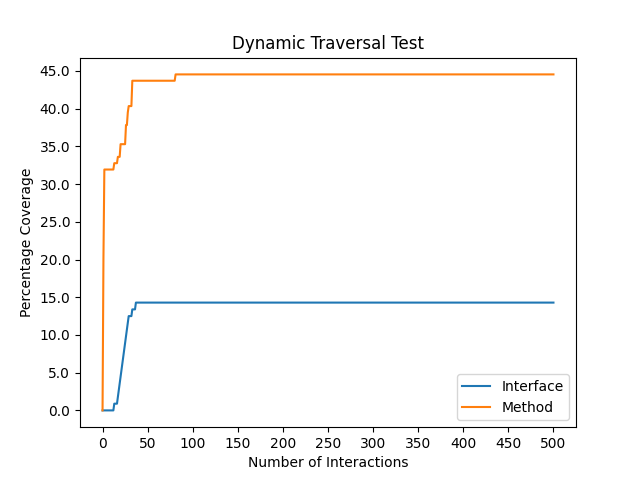 Dynamic Traversal Test
Percentage Coverage
45.0
40.0
35.0
30.0
25.0
20.0
15.0
10.0
5.0
0.0
0 50 100 150 200 250 300 350 400 450 500
Number of Interactions
Interface
Method